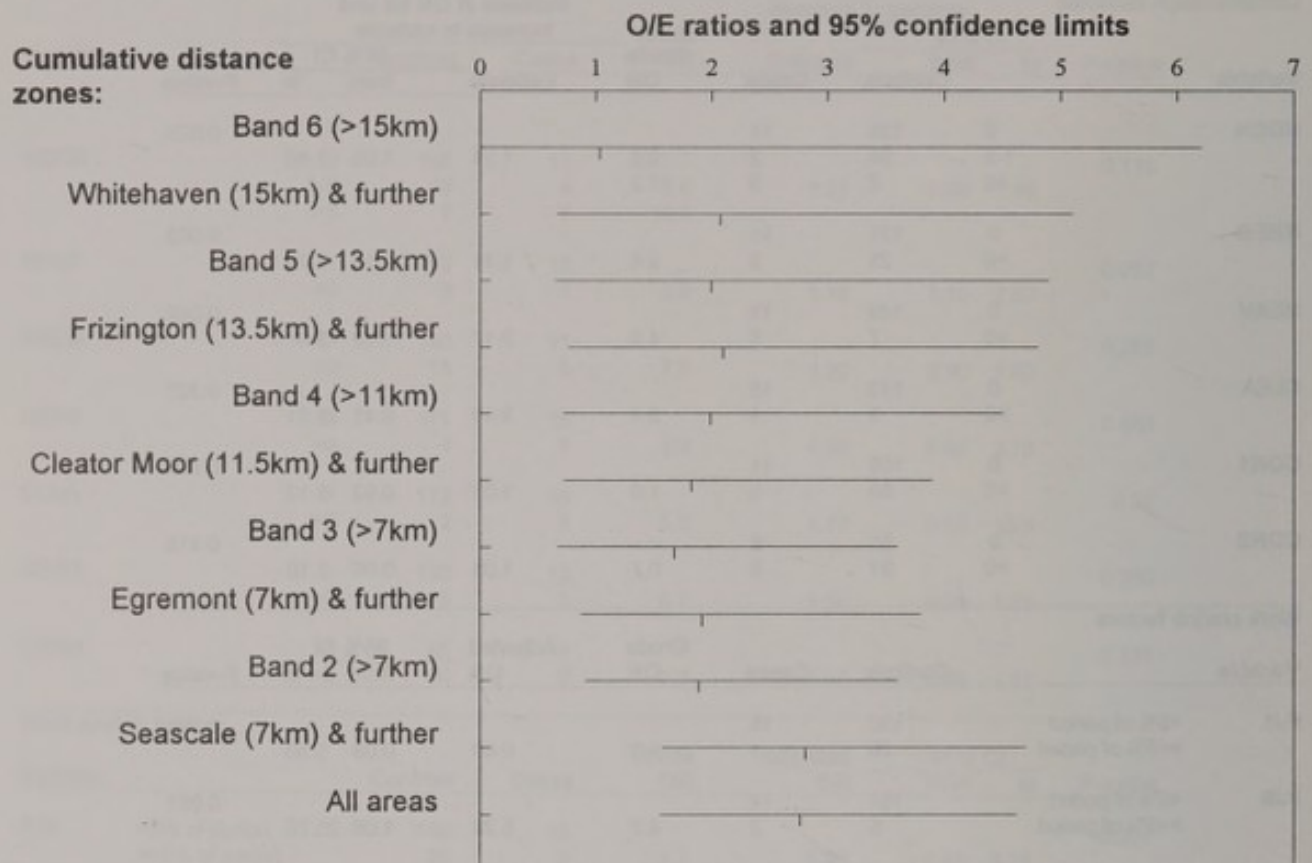 O/E ratios and 95% confidence limits
Cumulative distance
zones:
0 1 2 3 4 5 6 7
Band 6 (>15km)
Whitehaven (15km) & further
Band 5 (>13.5km)
Frizington (13.5km) & further
Band 4 (>11km)
Cleator Moor (11.5km) & further
Band 3 (>7km)
Egremont (7km) & further
Band 2 (>7km)
Seascale (7km) & further
All areas